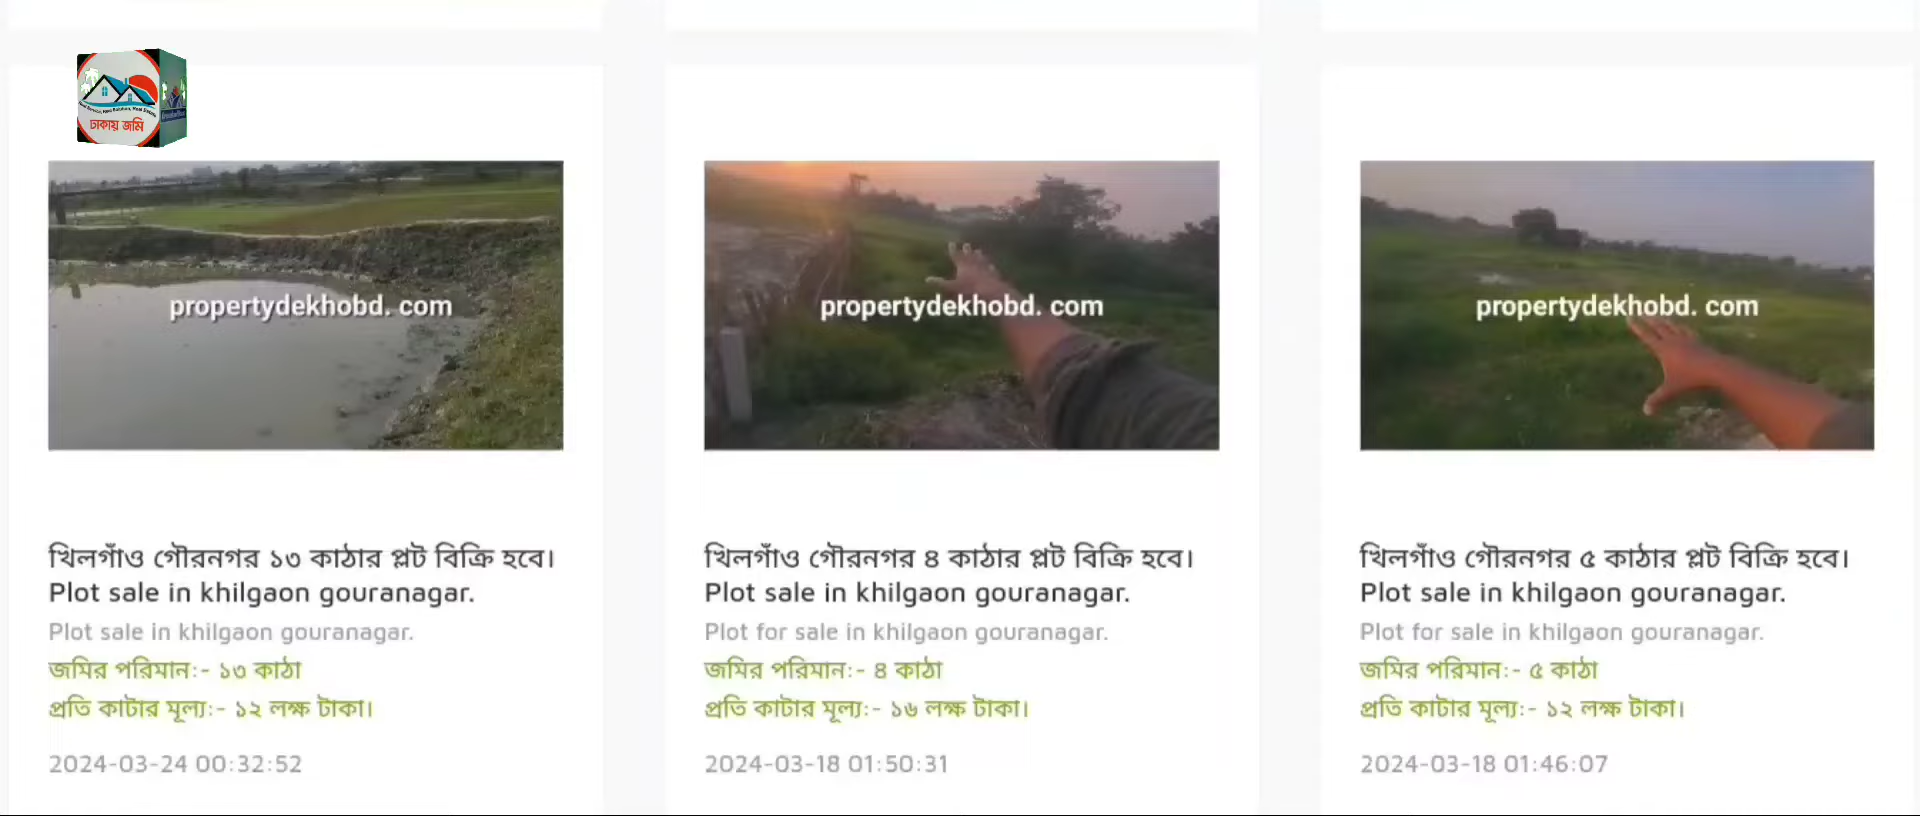 ঢাকায় জমি
propertydekhobd. com
propertydekhobd. com
propertydekhobd. com
খিলগাঁও গৌরনগর ১৩ কাঠার প্লট বিক্রি হবে।
Plot sale in khilgaon gouranagar.
Plot sale in khilgaon gouranagar.
জমির পরিমান:- ১৩ কাঠা
প্রতি কাটার মূল্য:- ১২ লক্ষ টাকা।
2024-03-24 00:32:52
খিলগাঁও গৌরনগর ৪ কাঠার প্লট বিক্রি হবে।
Plot sale in khilgaon gouranagar.
Plot for sale in khilgaon gouranagar.
জমির পরিমান:- ৪ কাঠা
প্রতি কাটার মূল্য:- ১৬ লক্ষ টাকা।
2024-03-18 01:50:31
খিলগাঁও গৌরনগর ৫ কাঠার প্লট বিক্রি হবে।
Plot sale in khilgaon gouranagar.
Plot for sale in khilgaon gouranagar.
জমির পরিমান:- ৫ কাঠা
প্রতি কাটার মূল্য:- ১২ লক্ষ টাকা।
2024-03-18 01:46:07